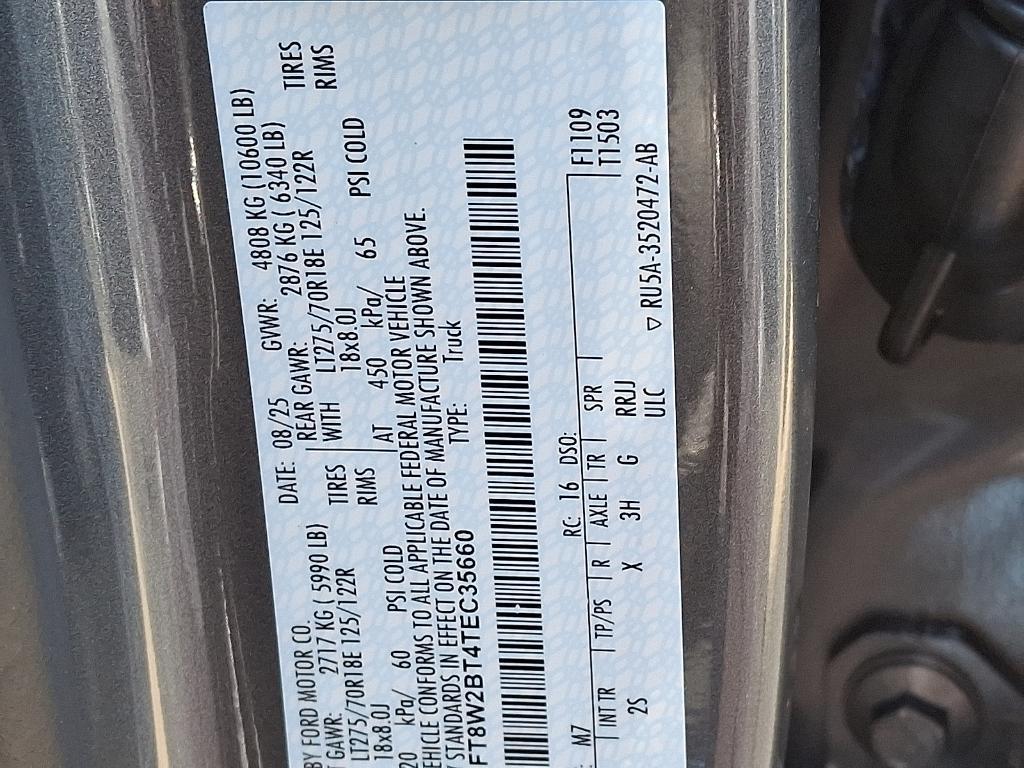 BY FORD MOTOR CO. DATE: 08/25 GVWR: 4808 KG (10600 LB)
GAWR: 2717 KG ( 5990 LB) REAR GAWR: 2876 KG ( 6340 LB)
LT275/70R18E 125/122R TIRES WITH LT275/70R18E 125/122R TIRES
18x8.0J RIMS 18x8.0J RIMS
20 kPa/ 60 PSI COLD AT 450 kPa/ 65 PSI COLD
EHICLE CONFORMS TO ALL APPLICABLE FEDERAL MOTOR VEHICLE
STANDARDS IN EFFECT ON THE DATE OF MANUFACTURE SHOWN ABOVE.
FT8W2BT4TEC35660 TYPE: Truck
RC: 16 DSO: F1109
M7 T1503
INT TR TP/PS R AXLE TR SPR
2S X 3H G RRJJ
ULC ▽ RU5A-3520472-AB